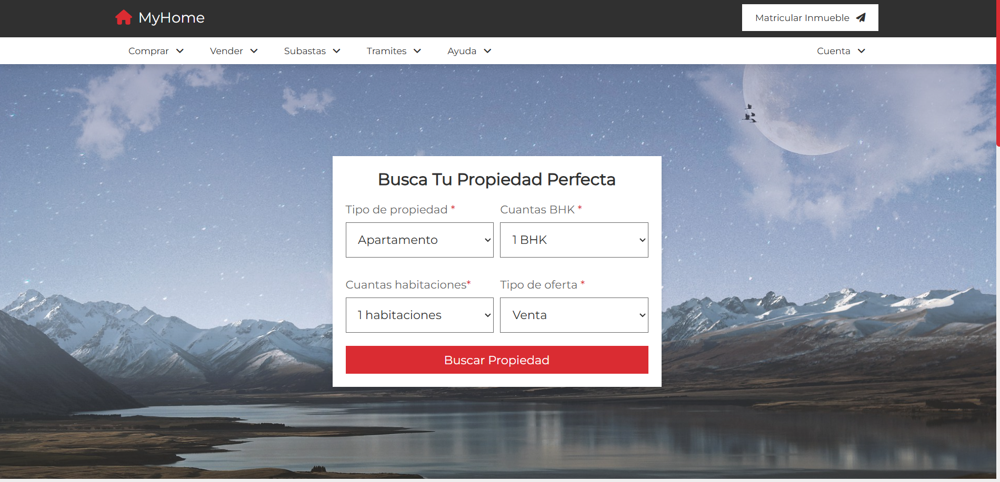 MyHome
Matricular Inmueble
Comprar Vender Subastas Tramites Ayuda Cuenta
Busca Tu Propiedad Perfecta
Tipo de propiedad * Cuantas BHK *
Apartamento 1 BHK
Cuantas habitaciones* Tipo de oferta *
1 habitaciones Venta
Buscar Propiedad